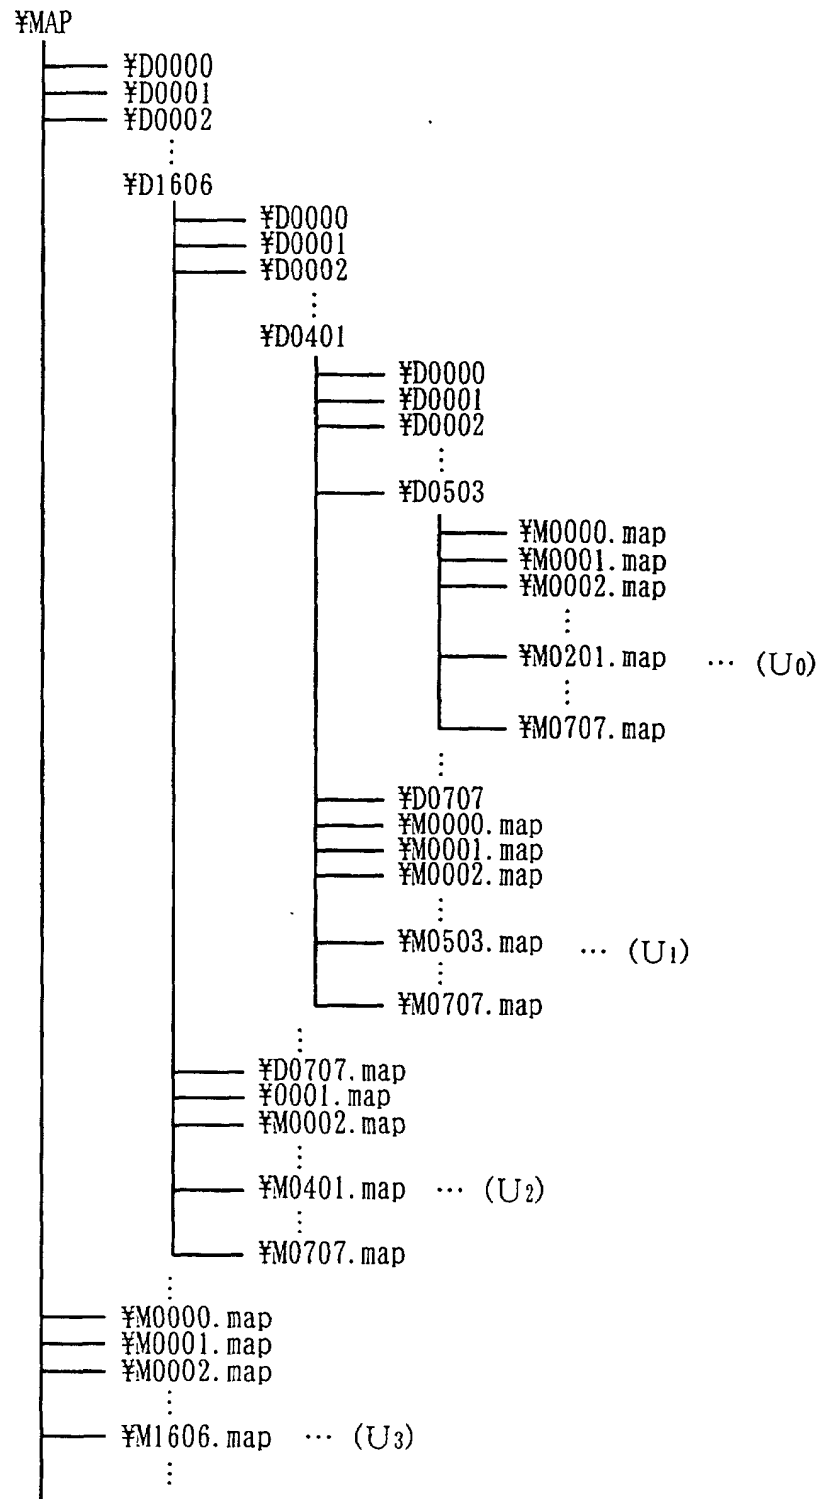 ¥MAP
¥D0000
¥D0001
¥D0002
⋮
¥D1606
¥D0000
¥D0001
¥D0002
⋮
¥D0401
¥D0000
¥D0001
¥D0002
⋮
¥D0503
¥M0000.map
¥M0001.map
¥M0002.map
⋮
¥M0201.map … (U0)
⋮
¥M0707.map
⋮
¥D0707
¥M0000.map
¥M0001.map
¥M0002.map
⋮
¥M0503.map … (U1)
⋮
¥M0707.map
⋮
¥D0707.map
¥0001.map
¥M0002.map
⋮
¥M0401.map … (U2)
⋮
¥M0707.map
⋮
¥M0000.map
¥M0001.map
¥M0002.map
⋮
¥M1606.map … (U3)
⋮